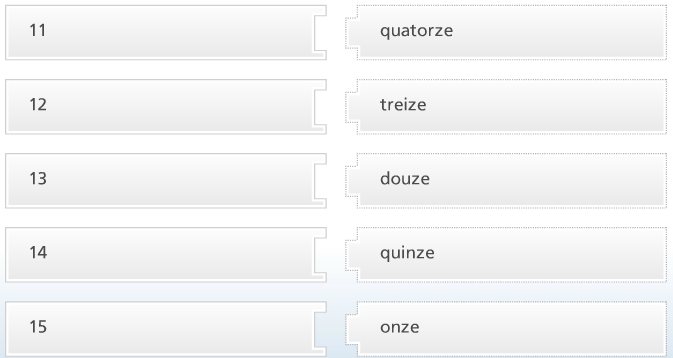 11 quatorze
12 treize
13 douze
14 quinze
15 onze